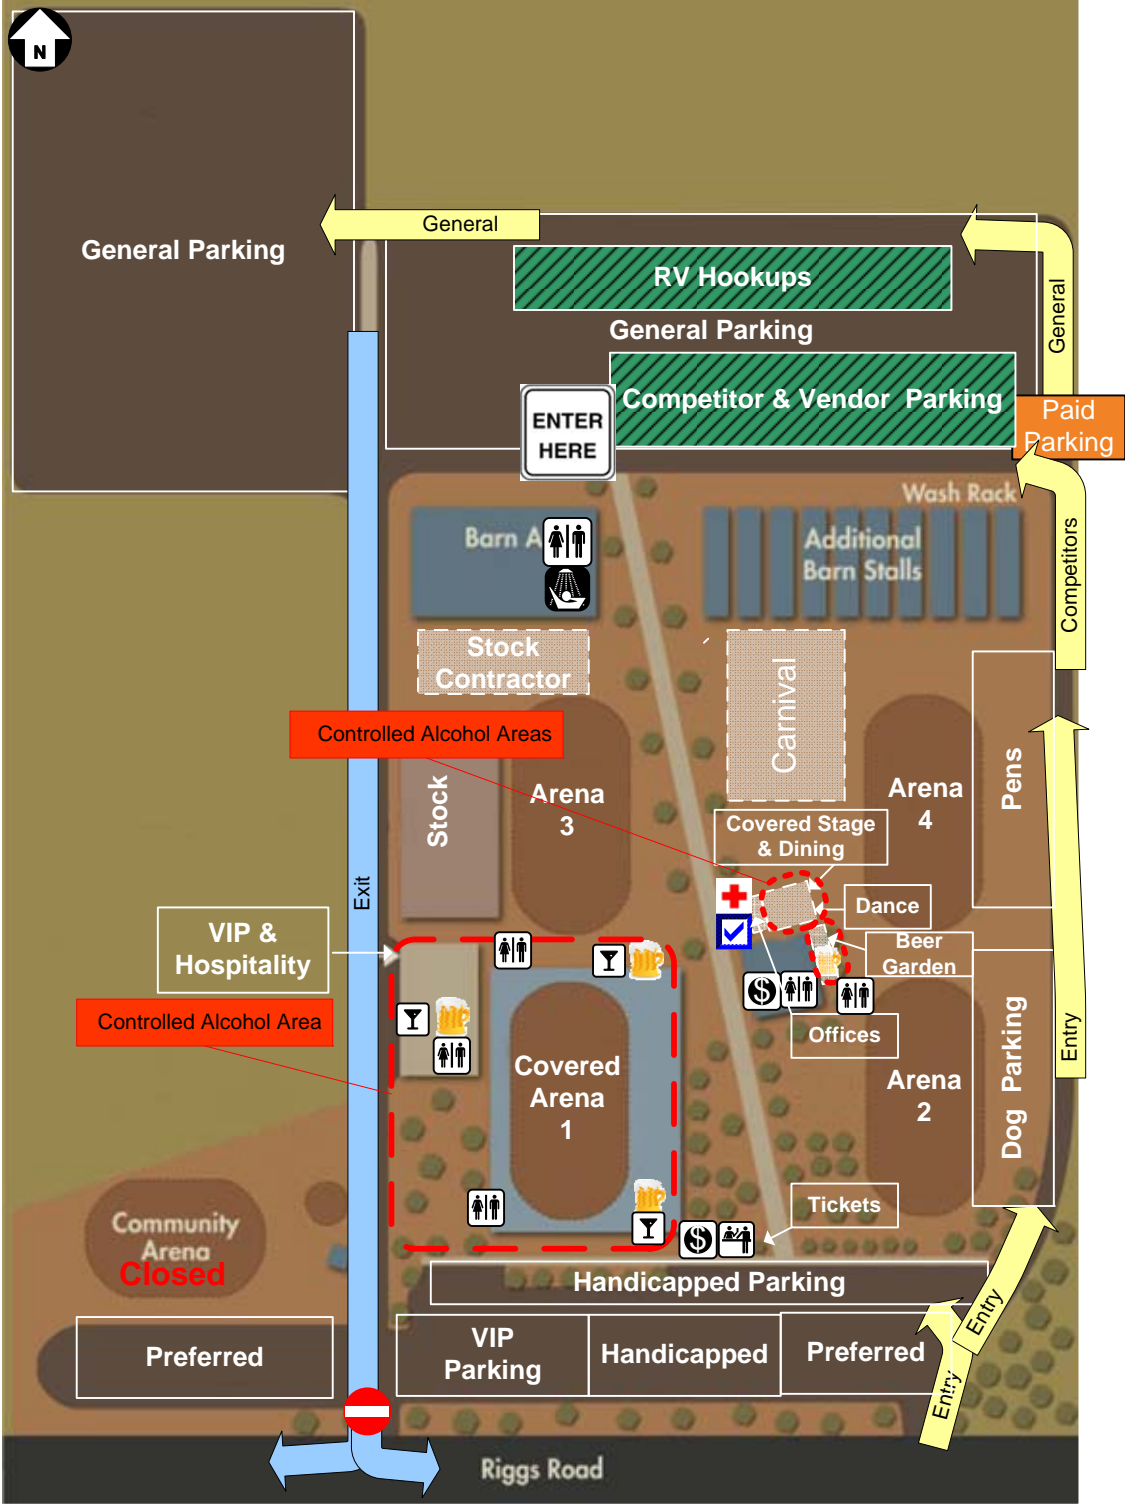 N
General
General Parking
RV Hookups
General
General Parking
Competitor & Vendor Parking
Paid
Parking
ENTER
HERE
Wash Rack
Barn A
Additional
Barn Stalls
Competitors
Stock
Contractor
Carnival
Controlled Alcohol Areas
Stock
Arena
3
Arena
4
Pens
Covered Stage
& Dining
Exit
Dance
VIP &
Hospitality
Beer
Garden
$
Controlled Alcohol Area
Offices
Entry
Covered
Arena
1
Arena
2
Dog Parking
Tickets
Community
Arena
Closed
$
Handicapped Parking
Entry
Preferred
VIP
Parking
Handicapped
Preferred
Entry
Riggs Road